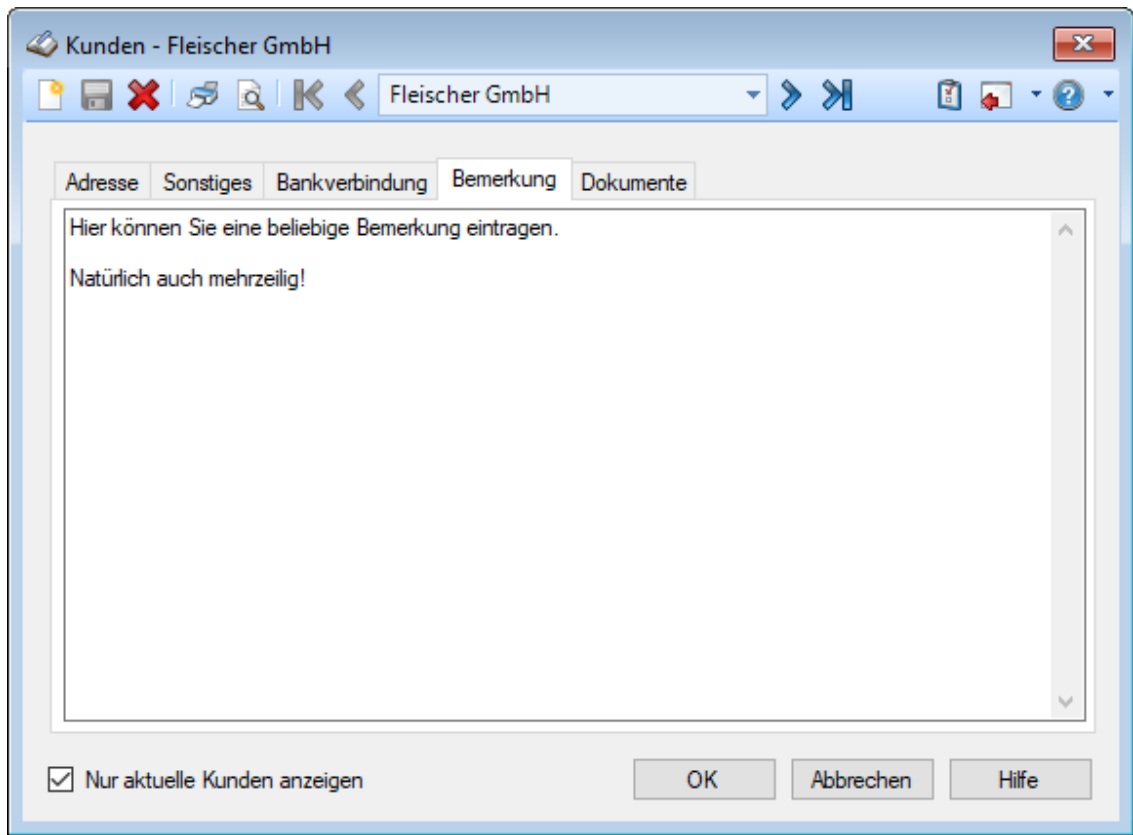 Kunden - Fleischer GmbH
Fleischer GmbH
Adresse Sonstiges Bankverbindung Bemerkung Dokumente
Hier können Sie eine beliebige Bemerkung eintragen.
Natürlich auch mehrzeilig!
Nur aktuelle Kunden anzeigen OK Abbrechen Hilfe